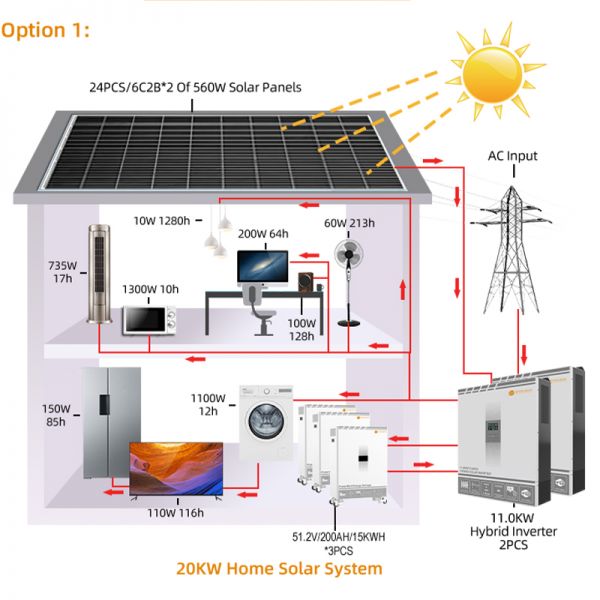 Option 1:
24PCS/6C2B*2 Of 560W Solar Panels
AC Input
10W 1280h
200W 64h
60W 213h
735W
17h
1300W 10h
100W
128h
150W
85h
1100W
12h
110W 116h
51.2V/200AH/15KWH
*3PCS
11.0KW
Hybrid Inverter
2PCS
20KW Home Solar System